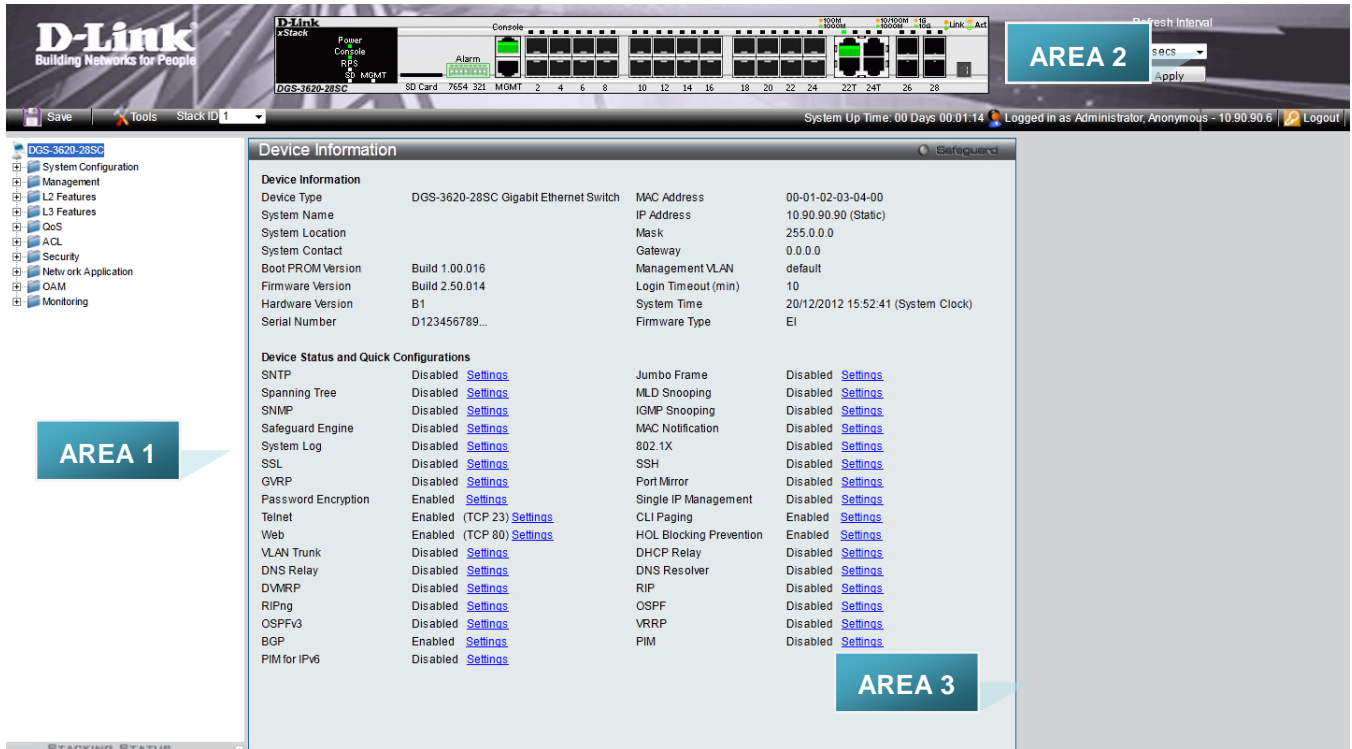 D-Link
Building Networks for People
D-Link
xStack
Power
Console
RPS
SD MGMT
DGS-3620-28SC
Console
Alarm
SD Card 7654 321 MGMT 2 4 6 8 10 12 14 16 18 20 22 24 22T 24T 26 28
100M 10/100M 1G Link Act
1000M 1000M 10G
AREA 2
Refresh Interval
secs
Apply
Save Tools Stack ID 1 System Up Time: 00 Days 00:01:14 Logged in as Administrator, Anonymous - 10.90.90.6 Logout
DGS-3620-28SC
System Configuration
Management
L2 Features
L3 Features
QoS
ACL
Security
Network Application
OAM
Monitoring
AREA 1
STACKING STATUS
Device Information Safeguard
Device Information
Device Type DGS-3620-28SC Gigabit Ethernet Switch MAC Address 00-01-02-03-04-00
System Name IP Address 10.90.90.90 (Static)
System Location Mask 255.0.0.0
System Contact Gateway 0.0.0.0
Boot PROM Version Build 1.00.016 Management VLAN default
Firmware Version Build 2.50.014 Login Timeout (min) 10
Hardware Version B1 System Time 20/12/2012 15:52:41 (System Clock)
Serial Number D123456789... Firmware Type EI
Device Status and Quick Configurations
SNTP Disabled Settings Jumbo Frame Disabled Settings
Spanning Tree Disabled Settings MLD Snooping Disabled Settings
SNMP Disabled Settings IGMP Snooping Disabled Settings
Safeguard Engine Disabled Settings MAC Notification Disabled Settings
System Log Disabled Settings 802.1X Disabled Settings
SSL Disabled Settings SSH Disabled Settings
GVRP Disabled Settings Port Mirror Disabled Settings
Password Encryption Enabled Settings Single IP Management Disabled Settings
Telnet Enabled (TCP 23) Settings CLI Paging Enabled Settings
Web Enabled (TCP 80) Settings HOL Blocking Prevention Enabled Settings
VLAN Trunk Disabled Settings DHCP Relay Disabled Settings
DNS Relay Disabled Settings DNS Resolver Disabled Settings
DVMRP Disabled Settings RIP Disabled Settings
RIPng Disabled Settings OSPF Disabled Settings
OSPFv3 Disabled Settings VRRP Disabled Settings
BGP Enabled Settings PIM Disabled Settings
PIM for IPv6 Disabled Settings
AREA 3